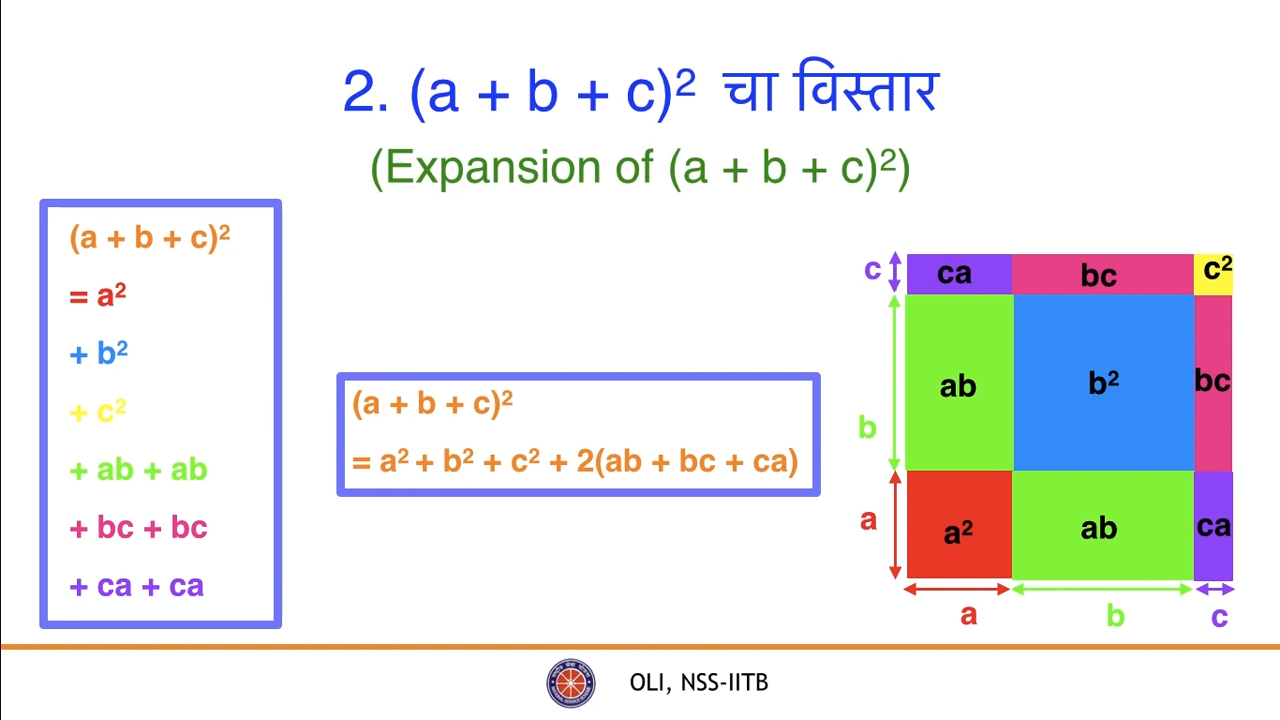 2. (a + b + c)² चा विस्तार
(Expansion of (a + b + c)²)
(a + b + c)²
= a²
+ b²
+ c²
+ ab + ab
+ bc + bc
+ ca + ca
(a + b + c)²
= a² + b² + c² + 2(ab + bc + ca)
c ca bc c²
b ab b² bc
a a² ab ca
a b c
OLI, NSS-IITB